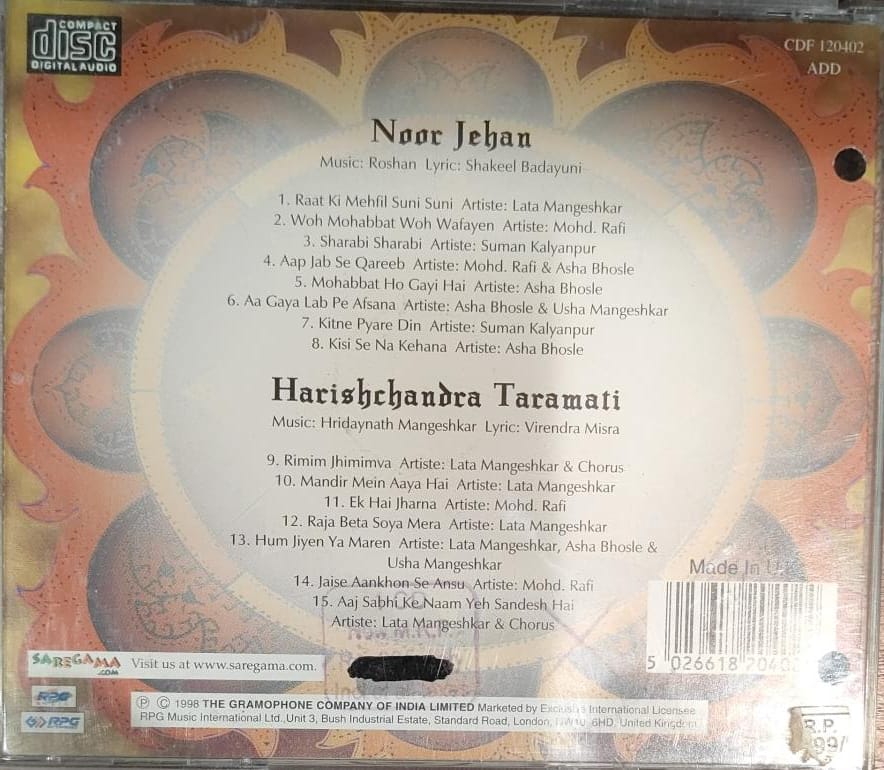 COMPACT
disc
DIGITAL AUDIO
CDF 120402
ADD
Noor Jehan
Music: Roshan Lyric: Shakeel Badayuni
1. Raat Ki Mehfil Suni Suni Artiste: Lata Mangeshkar
2. Woh Mohabbat Woh Wafayen Artiste: Mohd. Rafi
3. Sharabi Sharabi Artiste: Suman Kalyanpur
4. Aap Jab Se Qareeb Artiste: Mohd. Rafi & Asha Bhosle
5. Mohabbat Ho Gayi Hai Artiste: Asha Bhosle
6. Aa Gaya Lab Pe Afsana Artiste: Asha Bhosle & Usha Mangeshkar
7. Kitne Pyare Din Artiste: Suman Kalyanpur
8. Kisi Se Na Kehana Artiste: Asha Bhosle
Harishchandra Taramati
Music: Hridaynath Mangeshkar Lyric: Virendra Misra
9. Rimim Jhimimva Artiste: Lata Mangeshkar & Chorus
10. Mandir Mein Aaya Hai Artiste: Lata Mangeshkar
11. Ek Hai Jharna Artiste: Mohd. Rafi
12. Raja Beta Soya Mera Artiste: Lata Mangeshkar
13. Hum Jiyen Ya Maren Artiste: Lata Mangeshkar, Asha Bhosle &
Usha Mangeshkar
14. Jaise Aankhon Se Ansu Artiste: Mohd. Rafi
15. Aaj Sabhi Ke Naam Yeh Sandesh Hai
Artiste: Lata Mangeshkar & Chorus
Made In
5 026618
SAREGAMA
.COM
Visit us at www.saregama.com.
RPG
RPG
Ⓟ © 1998 THE GRAMOPHONE COMPANY OF INDIA LIMITED Marketed by Exclusive International Licensee
RPG Music International Ltd.,Unit 3, Bush Industrial Estate, Standard Road, London, NW10 6HD, United Kingdom
R.P.